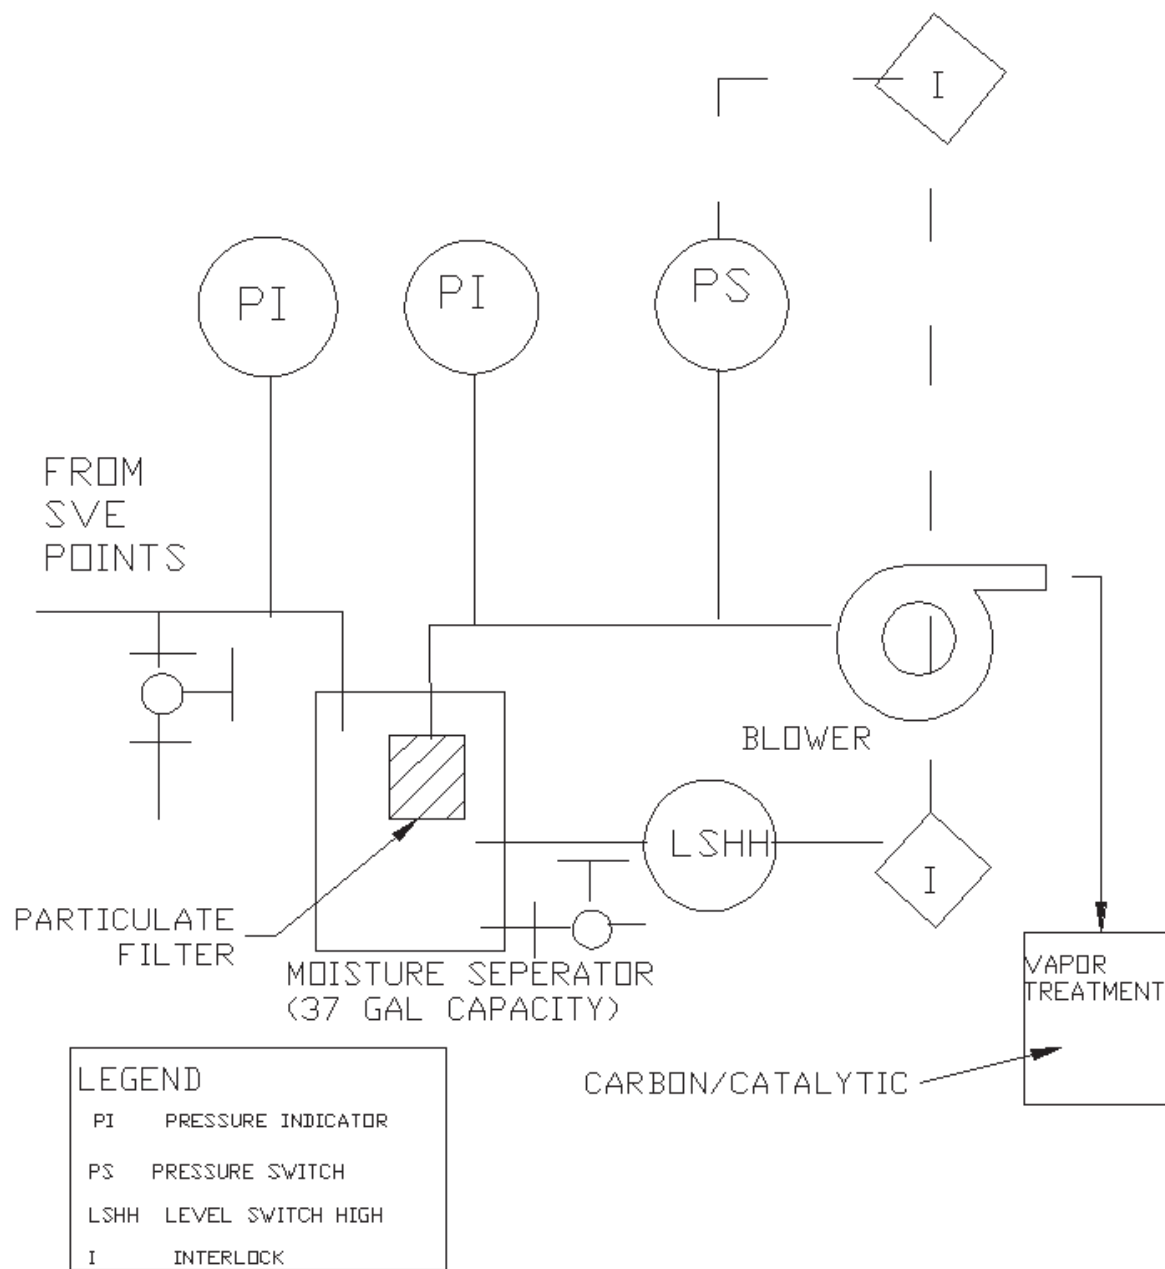 I
PI
PI
PS
FROM
SVE
POINTS
BLOWER
LSHH
I
PARTICULATE
FILTER
MOISTURE SEPERATOR
(37 GAL CAPACITY)
VAPOR
TREATMENT
CARBON/CATALYTIC
LEGEND
PI PRESSURE INDICATOR
PS PRESSURE SWITCH
LSHH LEVEL SWITCH HIGH
I INTERLOCK